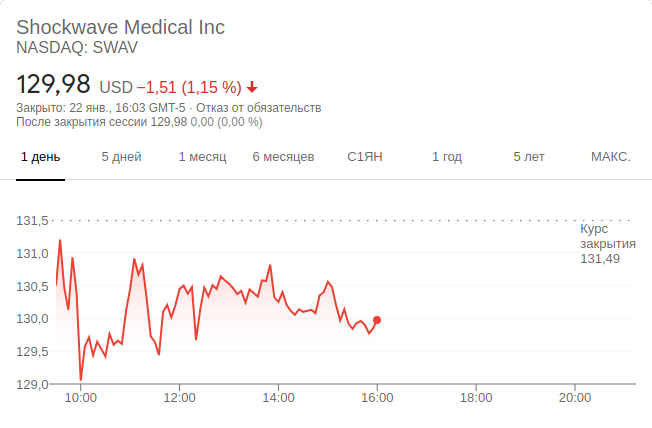 Shockwave Medical Inc
NASDAQ: SWAV
129,98 USD −1,51 (1,15 %)
Закрыто: 22 янв., 16:03 GMT-5 · Отказ от обязательств
После закрытия сессии 129,98 0,00 (0,00 %)
1 день 5 дней 1 месяц 6 месяцев С1ЯН 1 год 5 лет МАКС.
131,5
Курс
закрытия
131,49
131,0
130,5
130,0
129,5
129,0
10:00 12:00 14:00 16:00 18:00 20:00